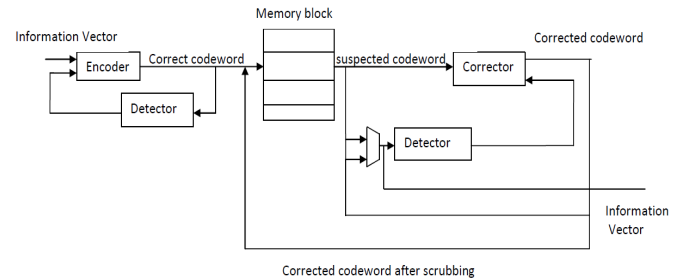 Memory block
Information Vector
Corrected codeword
Encoder
Correct codeword
suspected codeword
Corrector
Detector
Detector
Information
Vector
Corrected codeword after scrubbing